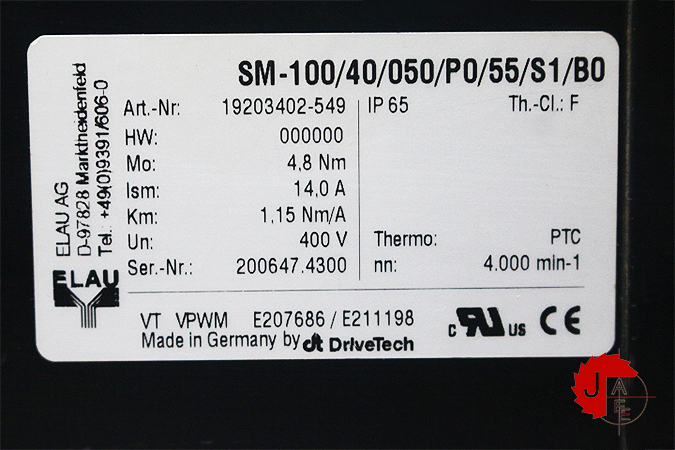 SM-100/40/050/P0/55/S1/B0
Art.-Nr: 19203402-549 IP 65 Th.-Cl.: F
HW: 000000
Mo: 4,8 Nm
Ism: 14,0 A
Km: 1,15 Nm/A
Un: 400 V Thermo: PTC
Ser.-Nr.: 200647.4300 nn: 4.000 min-1
VT VPWM E207686 / E211198
Made in Germany by dt DriveTech
c RU US CE
ELAU AG
D-97828 Marktheidenfeld
Tel.: +49(0)9391/606-0
ELAU
J A